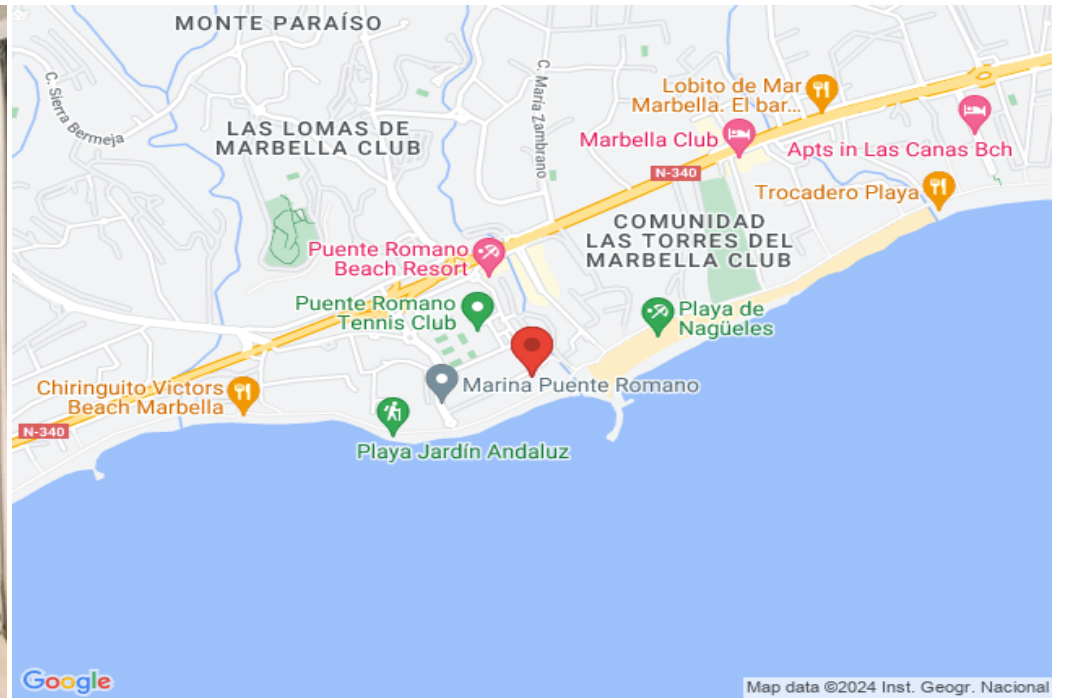 MONTE PARAÍSO
C. Sierra Bermeja
C. María Zambrano
Lobito de Mar
Marbella. El bar...
LAS LOMAS DE
MARBELLA CLUB
Marbella Club
Apts in Las Canas Bch
N-340
Trocadero Playa
COMUNIDAD
LAS TORRES DEL
MARBELLA CLUB
Puente Romano
Beach Resort
Puente Romano
Tennis Club
Playa de
Nagüeles
Marina Puente Romano
Chiringuito Victors
Beach Marbella
N-340
Playa Jardín Andaluz
Google
Map data ©2024 Inst. Geogr. Nacional